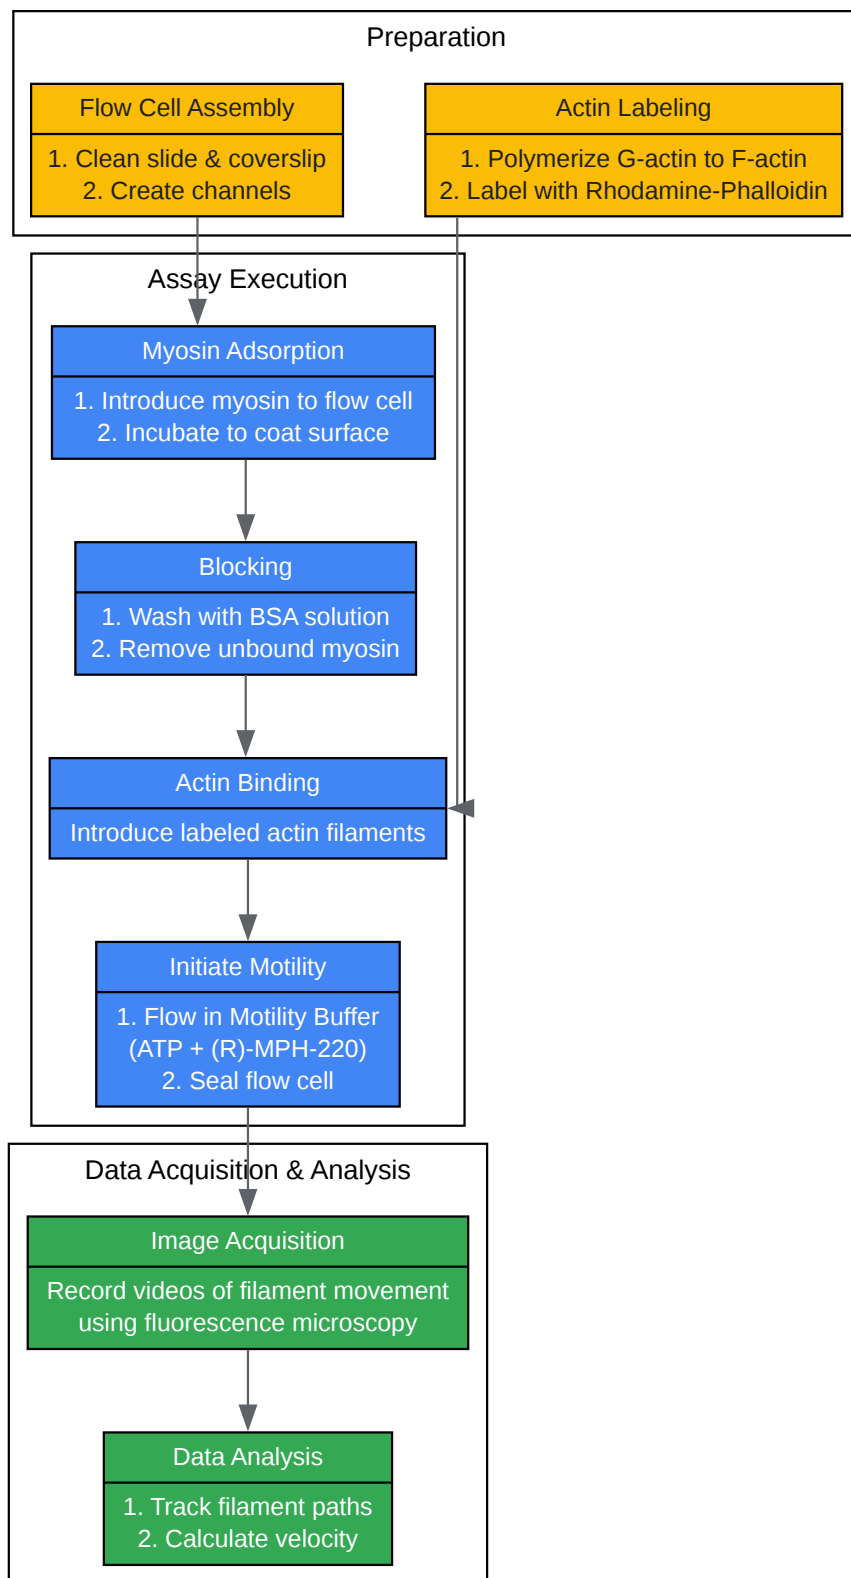 Preparation
Flow Cell Assembly
1. Clean slide & coverslip
2. Create channels
Actin Labeling
1. Polymerize G-actin to F-actin
2. Label with Rhodamine-Phalloidin
Assay Execution
Myosin Adsorption
1. Introduce myosin to flow cell
2. Incubate to coat surface
Blocking
1. Wash with BSA solution
2. Remove unbound myosin
Actin Binding
Introduce labeled actin filaments
Initiate Motility
1. Flow in Motility Buffer
(ATP + (R)-MPH-220)
2. Seal flow cell
Data Acquisition & Analysis
Image Acquisition
Record videos of filament movement
using fluorescence microscopy
Data Analysis
1. Track filament paths
2. Calculate velocity